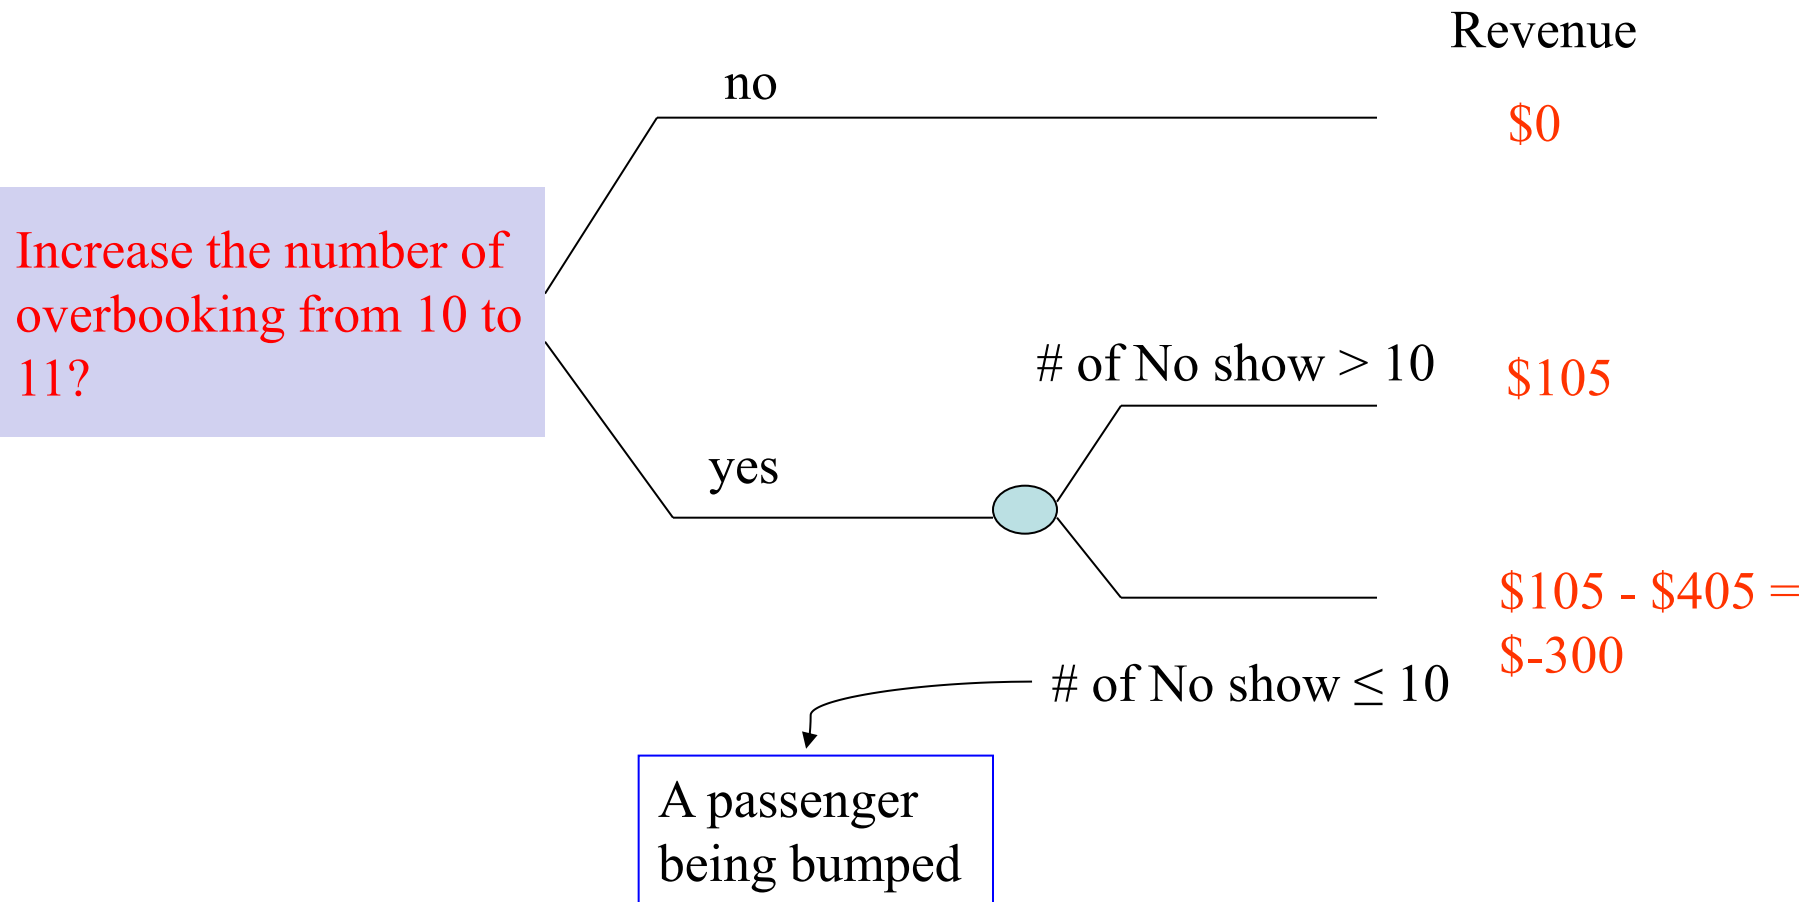 Revenue
no
$0
Increase the number of
overbooking from 10 to
11?
# of No show > 10
$105
yes
$105 - $405 =
$-300
# of No show ≤ 10
A passenger
being bumped